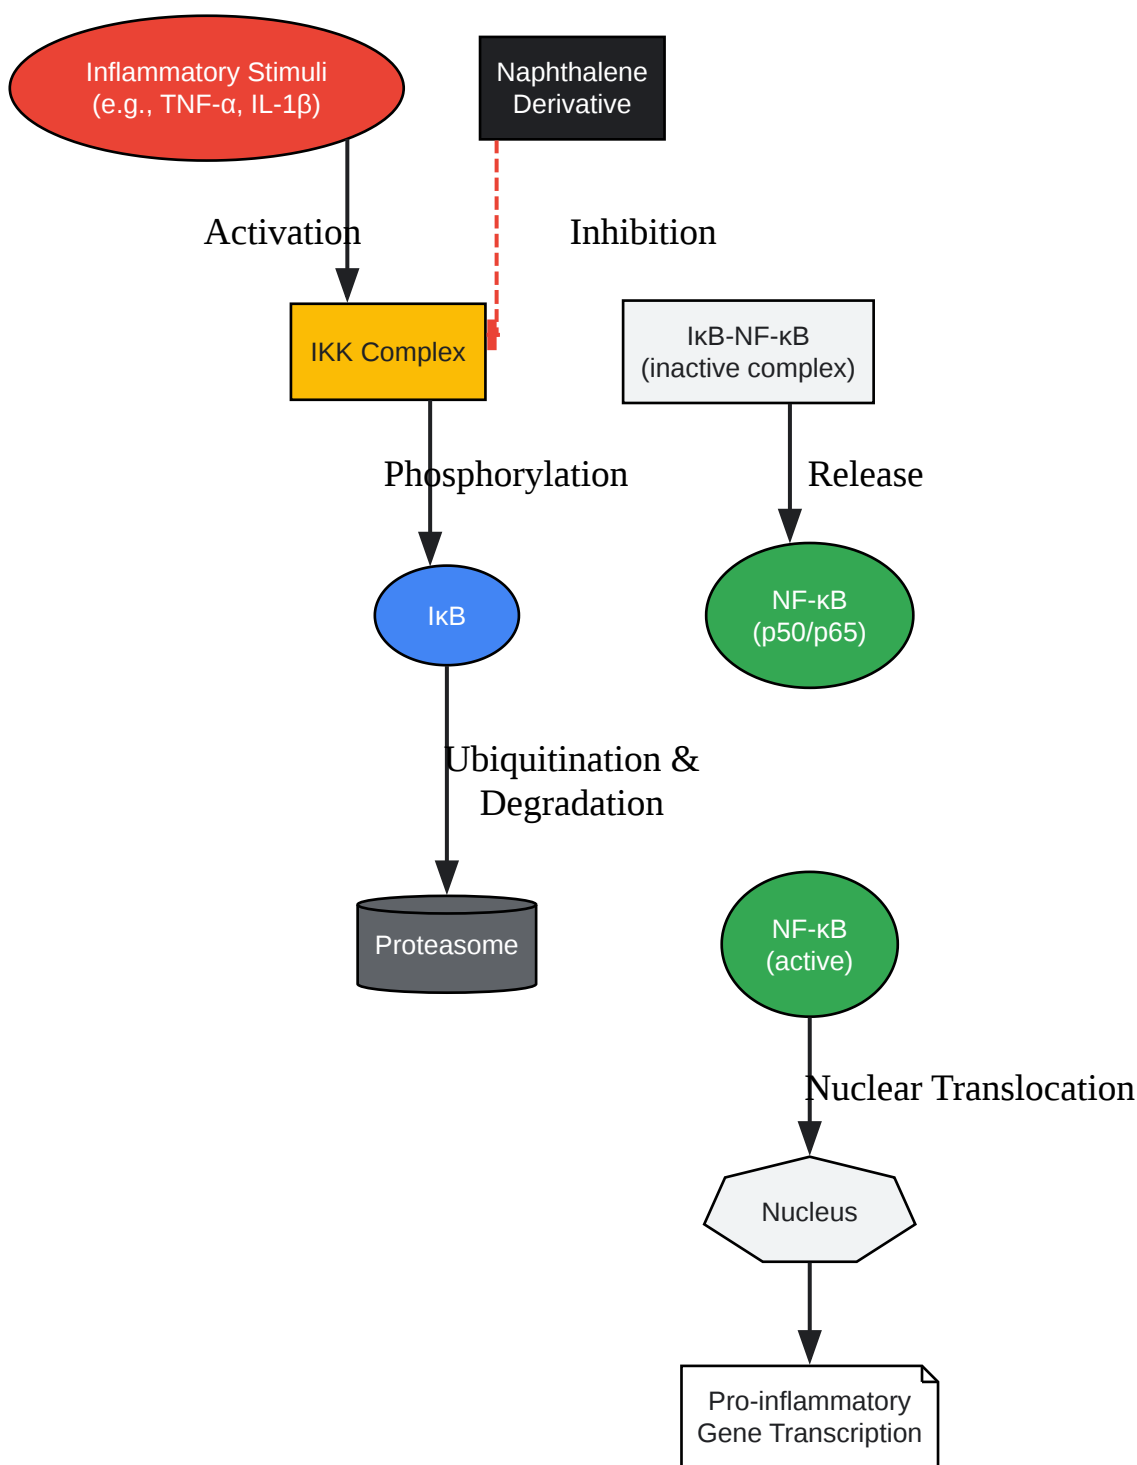 Inflammatory Stimuli
(e.g., TNF-α, IL-1β)
Naphthalene
Derivative
Activation
Inhibition
IKK Complex
IκB-NF-κB
(inactive complex)
Phosphorylation
Release
IκB
NF-κB
(p50/p65)
Ubiquitination &
Degradation
Proteasome
NF-κB
(active)
Nuclear Translocation
Nucleus
Pro-inflammatory
Gene Transcription